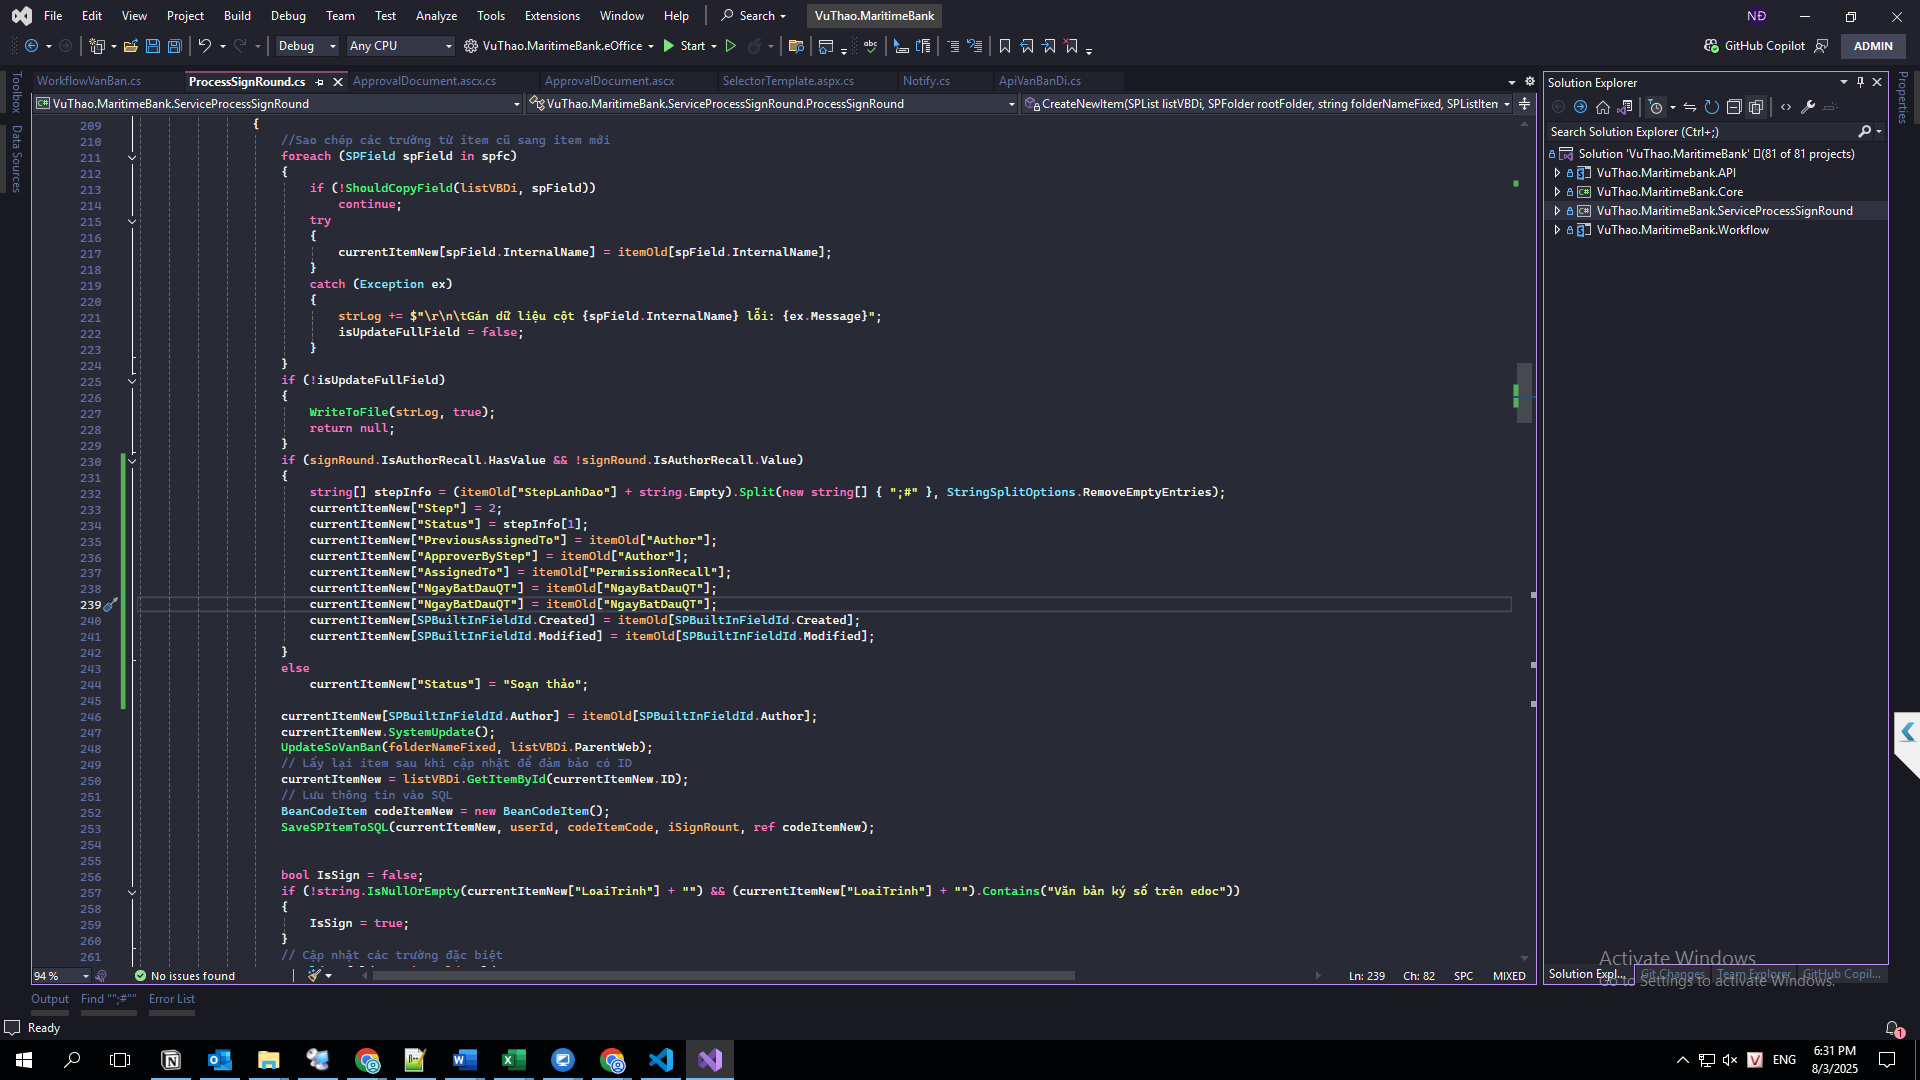 File Edit View Project Build Debug Team Test Analyze Tools Extensions Window Help Search VuThao.MaritimeBank NĐ
Debug Any CPU VuThao.MaritimeBank.eOffice Start GitHub Copilot ADMIN
WorkflowVanBan.cs ProcessSignRound.cs ApprovalDocument.ascx.cs ApprovalDocument.ascx SelectorTemplate.aspx.cs Notify.cs ApiVanBanDi.cs
VuThao.MaritimeBank.ServiceProcessSignRound VuThao.MaritimeBank.ServiceProcessSignRound.ProcessSignRound CreateNewItem(SPList listVBDi, SPFolder rootFolder, string folderNameFixed, SPListItem
Toolbox
Data Sources
209 {
210 //Sao chép các trường từ item cũ sang item mới
211 foreach (SPField spField in spfc)
212 {
213 if (!ShouldCopyField(listVBDi, spField))
214 continue;
215 try
216 {
217 currentItemNew[spField.InternalName] = itemOld[spField.InternalName];
218 }
219 catch (Exception ex)
220 {
221 strLog += $"\r\n\tGán dữ liệu cột {spField.InternalName} lỗi: {ex.Message}";
222 isUpdateFullField = false;
223 }
224 }
225 if (!isUpdateFullField)
226 {
227 WriteToFile(strLog, true);
228 return null;
229 }
230 if (signRound.IsAuthorRecall.HasValue && !signRound.IsAuthorRecall.Value)
231 {
232 string[] stepInfo = (itemOld["StepLanhDao"] + string.Empty).Split(new string[] { ";#" }, StringSplitOptions.RemoveEmptyEntries);
233 currentItemNew["Step"] = 2;
234 currentItemNew["Status"] = stepInfo[1];
235 currentItemNew["PreviousAssignedTo"] = itemOld["Author"];
236 currentItemNew["ApproverByStep"] = itemOld["Author"];
237 currentItemNew["AssignedTo"] = itemOld["PermissionRecall"];
238 currentItemNew["NgayBatDauQT"] = itemOld["NgayBatDauQT"];
239 currentItemNew["NgayBatDauQT"] = itemOld["NgayBatDauQT"];
240 currentItemNew[SPBuiltInFieldId.Created] = itemOld[SPBuiltInFieldId.Created];
241 currentItemNew[SPBuiltInFieldId.Modified] = itemOld[SPBuiltInFieldId.Modified];
242 }
243 else
244 currentItemNew["Status"] = "Soạn thảo";
245
246 currentItemNew[SPBuiltInFieldId.Author] = itemOld[SPBuiltInFieldId.Author];
247 currentItemNew.SystemUpdate();
248 UpdateSoVanBan(folderNameFixed, listVBDi.ParentWeb);
249 // Lấy lại item sau khi cập nhật để đảm bảo có ID
250 currentItemNew = listVBDi.GetItemById(currentItemNew.ID);
251 // Lưu thông tin vào SQL
252 BeanCodeItem codeItemNew = new BeanCodeItem();
253 SaveSPItemToSQL(currentItemNew, userId, codeItemCode, iSignRount, ref codeItemNew);
254
255
256 bool IsSign = false;
257 if (!string.IsNullOrEmpty(currentItemNew["LoaiTrinh"] + "") && (currentItemNew["LoaiTrinh"] + "").Contains("Văn bản ký số trên edoc"))
258 {
259 IsSign = true;
260 }
261 // Cập nhật các trường đặc biệt
94 % No issues found Ln: 239 Ch: 82 SPC MIXED
Solution Explorer
Search Solution Explorer (Ctrl+;)
Solution 'VuThao.MaritimeBank' (81 of 81 projects)
VuThao.Maritimebank.API
VuThao.MaritimeBank.Core
VuThao.MaritimeBank.ServiceProcessSignRound
VuThao.MaritimeBank.Workflow
Properties
Activate Windows
Go to Settings to activate Windows.
Solution Expl... Git Changes Team Explorer GitHub Copil...
Output Find "";#"" Error List
Ready
1
ENG
6:31 PM
8/3/2025